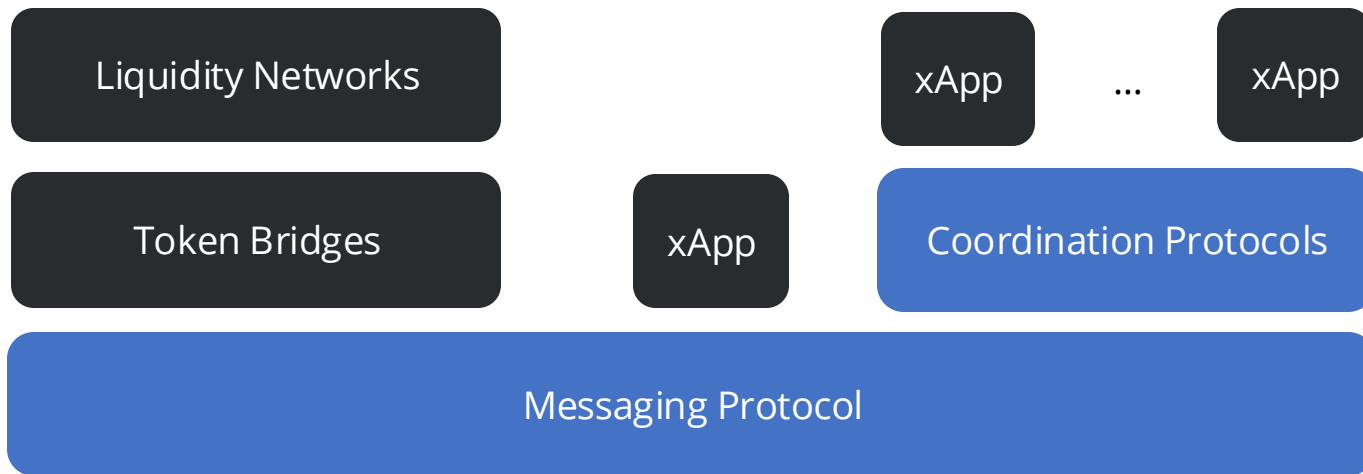 Liquidity Networks
xApp
...
xApp
Token Bridges
xApp
Coordination Protocols
Messaging Protocol